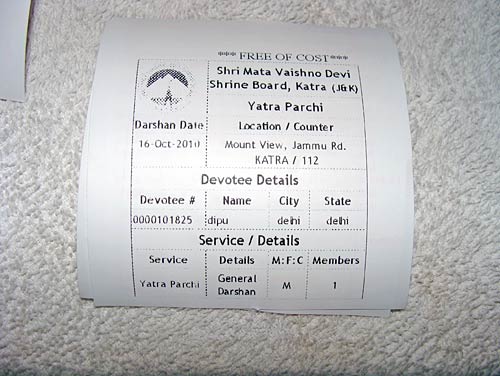 *** FREE OF COST***
Shri Mata Vaishno Devi
Shrine Board, Katra (J&K)
Yatra Parchi
Darshan Date Location / Counter
16-Oct-2010 Mount View, Jammu Rd.
KATRA / 112
Devotee Details
Devotee # Name City State
0000101825 dipu delhi delhi
Service / Details
Service Details M:F:C Members
Yatra Parchi General Darshan M 1